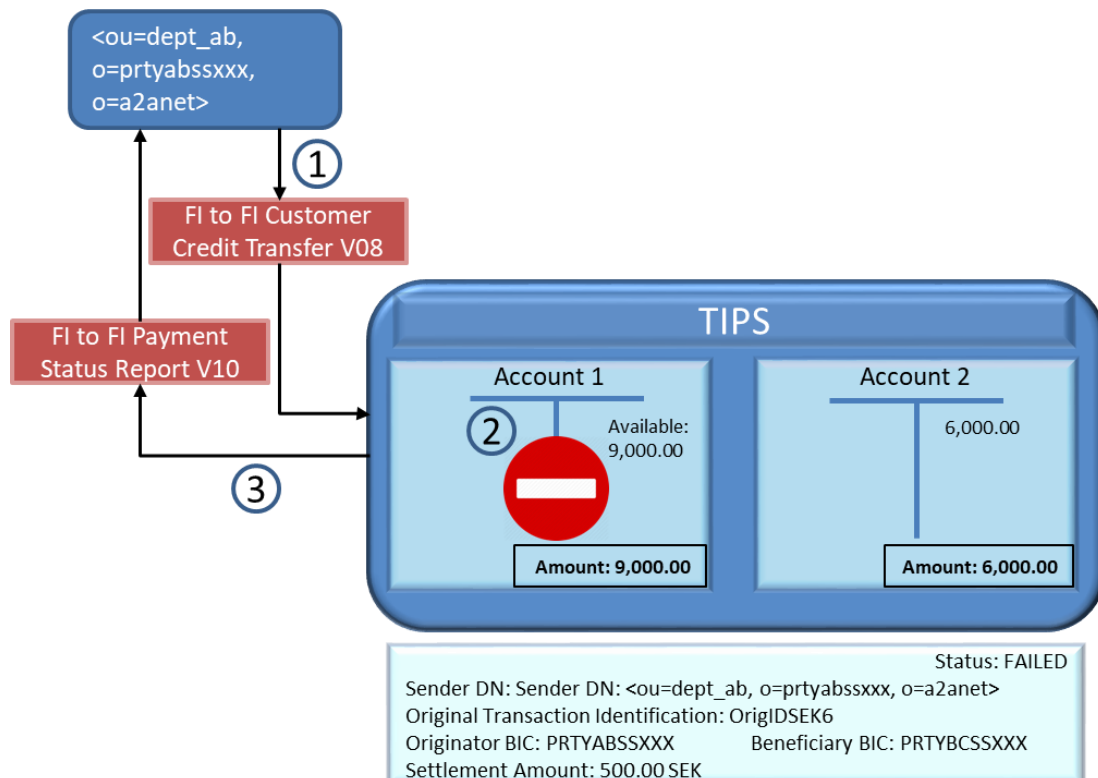 <ou=dept_ab,
o=prtyabssxxx,
o=a2anet>
1
FI to FI Customer
Credit Transfer V08
FI to FI Payment
Status Report V10
3
TIPS
Account 1
2
Available:
9,000.00
Amount: 9,000.00
Account 2
6,000.00
Amount: 6,000.00
Status: FAILED
Sender DN: Sender DN: <ou=dept_ab, o=prtyabssxxx, o=a2anet>
Original Transaction Identification: OrigIDSEK6
Originator BIC: PRTYABSSXXX Beneficiary BIC: PRTYBCSSXXX
Settlement Amount: 500.00 SEK